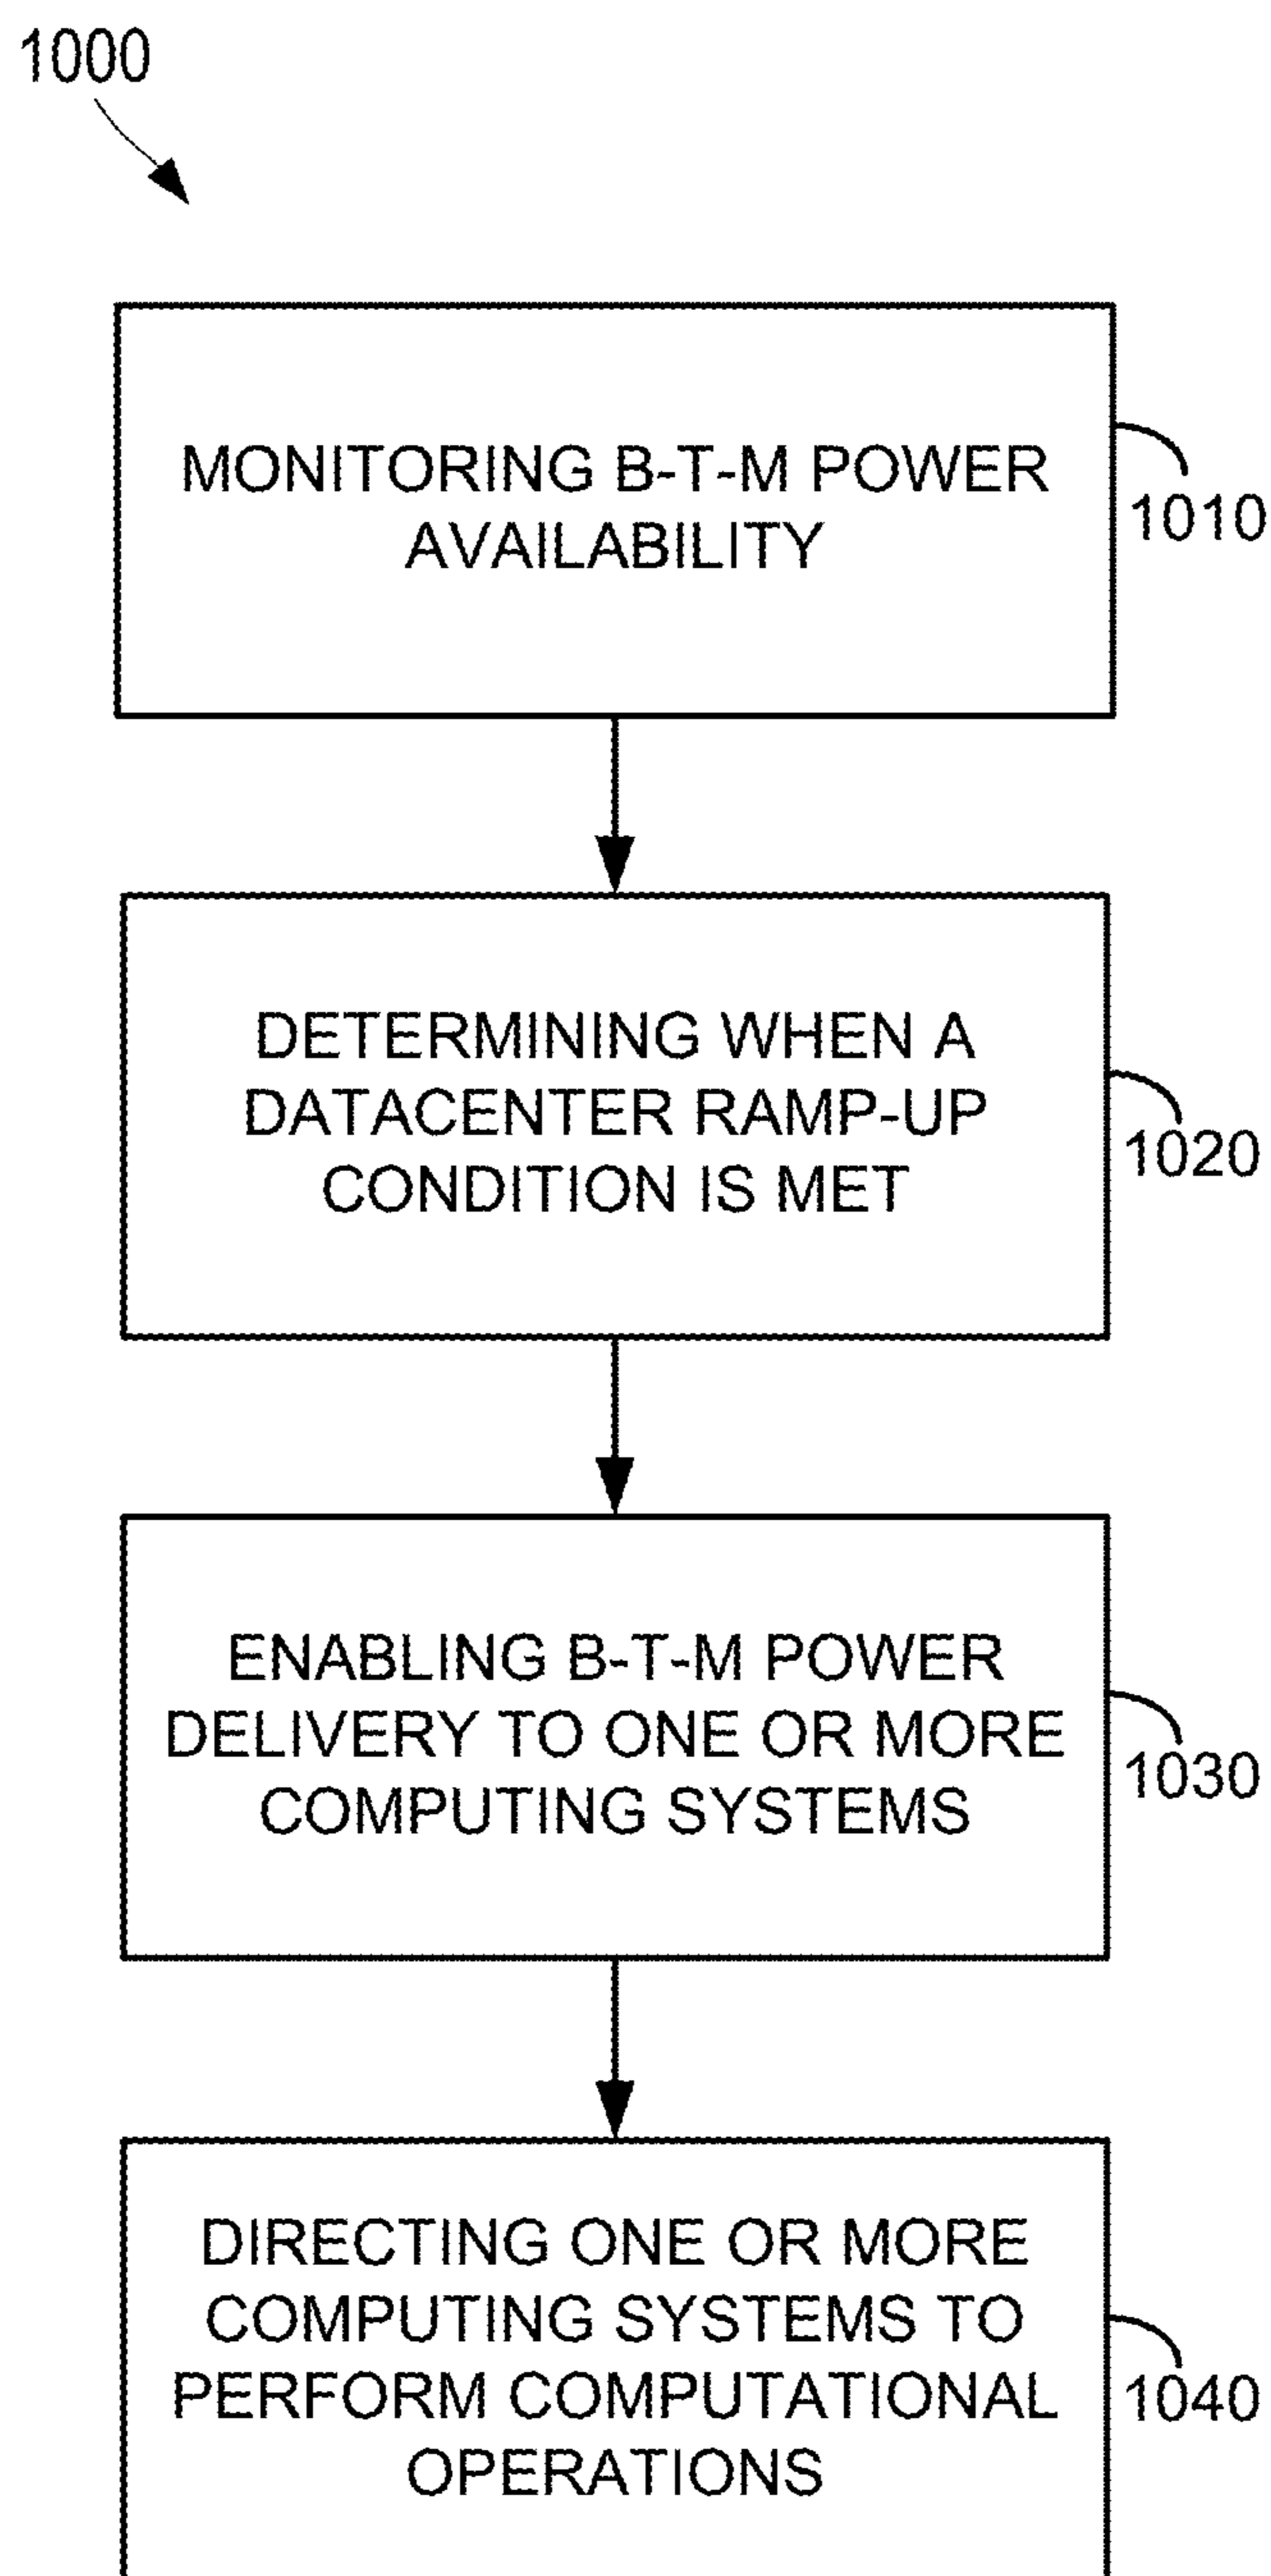 1000
MONITORING B-T-M POWER
AVAILABILITY
1010
DETERMINING WHEN A
DATACENTER RAMP-UP
CONDITION IS MET
1020
ENABLING B-T-M POWER
DELIVERY TO ONE OR MORE
COMPUTING SYSTEMS
1030
DIRECTING ONE OR MORE
COMPUTING SYSTEMS TO
PERFORM COMPUTATIONAL
OPERATIONS
1040